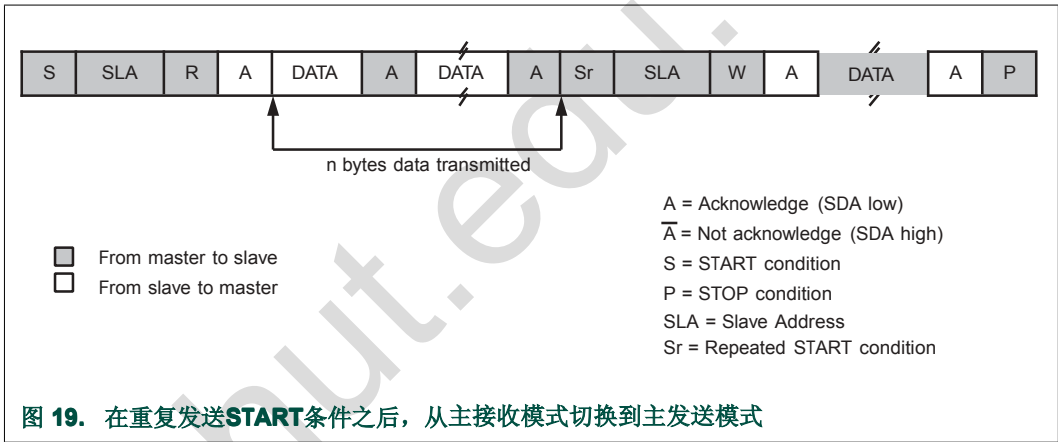 S SLA R A DATA A DATA A Sr SLA W A DATA A P
n bytes data transmitted
A = Acknowledge (SDA low)
A̅ = Not acknowledge (SDA high)
From master to slave
S = START condition
From slave to master
P = STOP condition
SLA = Slave Address
Sr = Repeated START condition
图 19. 在重复发送START条件之后，从主接收模式切换到主发送模式
hut.edu.